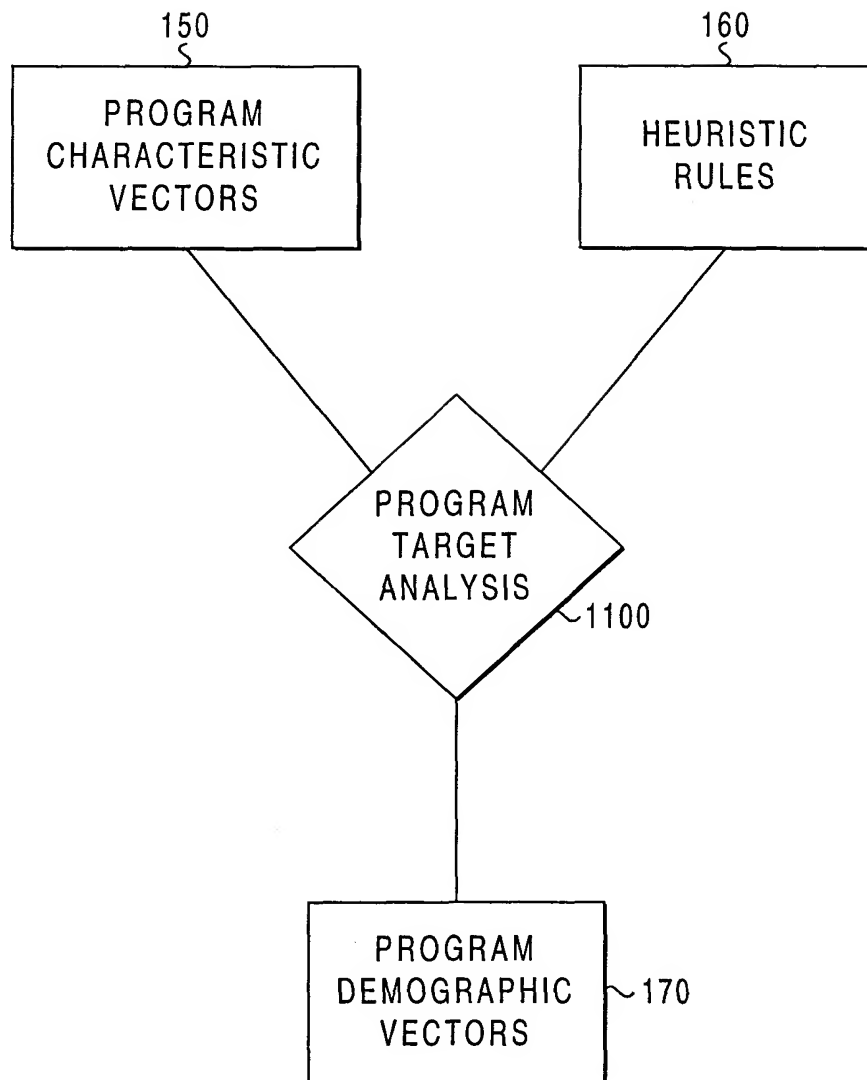 150
PROGRAM
CHARACTERISTIC
VECTORS
160
HEURISTIC
RULES
PROGRAM
TARGET
ANALYSIS
1100
PROGRAM
DEMOGRAPHIC
VECTORS
170